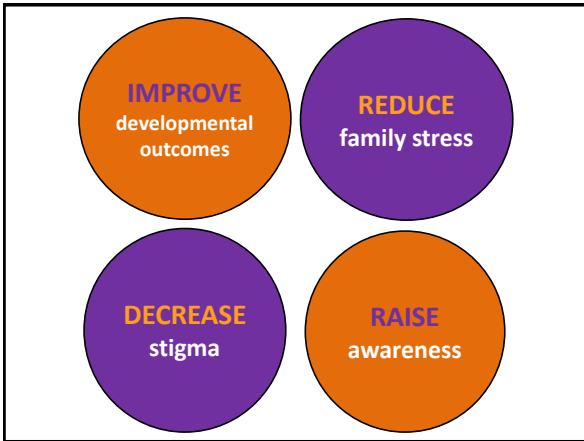 IMPROVE
developmental
outcomes
REDUCE
family stress
DECREASE
stigma
RAISE
awareness